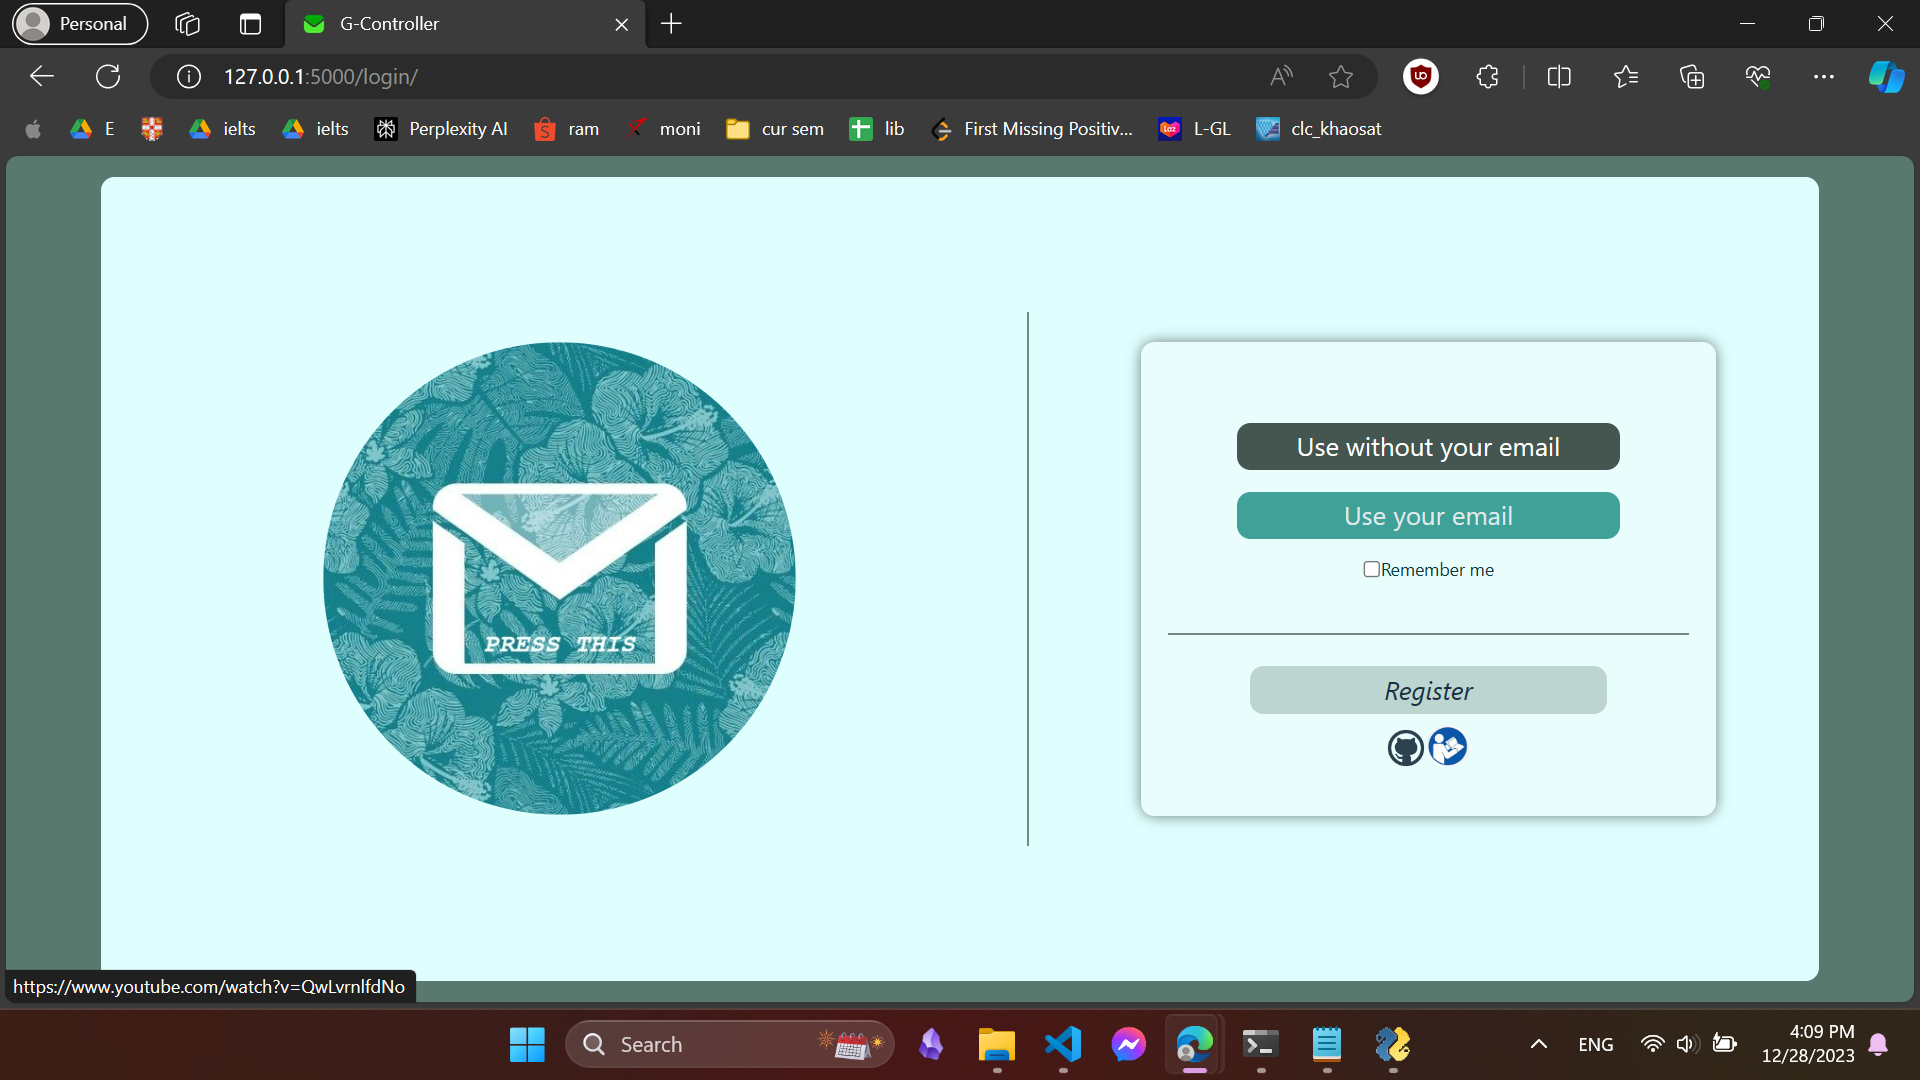 Personal
G-Controller
127.0.0.1:5000/login/
E
ielts
ielts
Perplexity AI
ram
moni
cur sem
lib
First Missing Positiv...
L-GL
clc_khaosat
PRESS THIS
Use without your email
Use your email
Remember me
Register
https://www.youtube.com/watch?v=QwLvrnlfdNo
Search
ENG
4:09 PM
12/28/2023